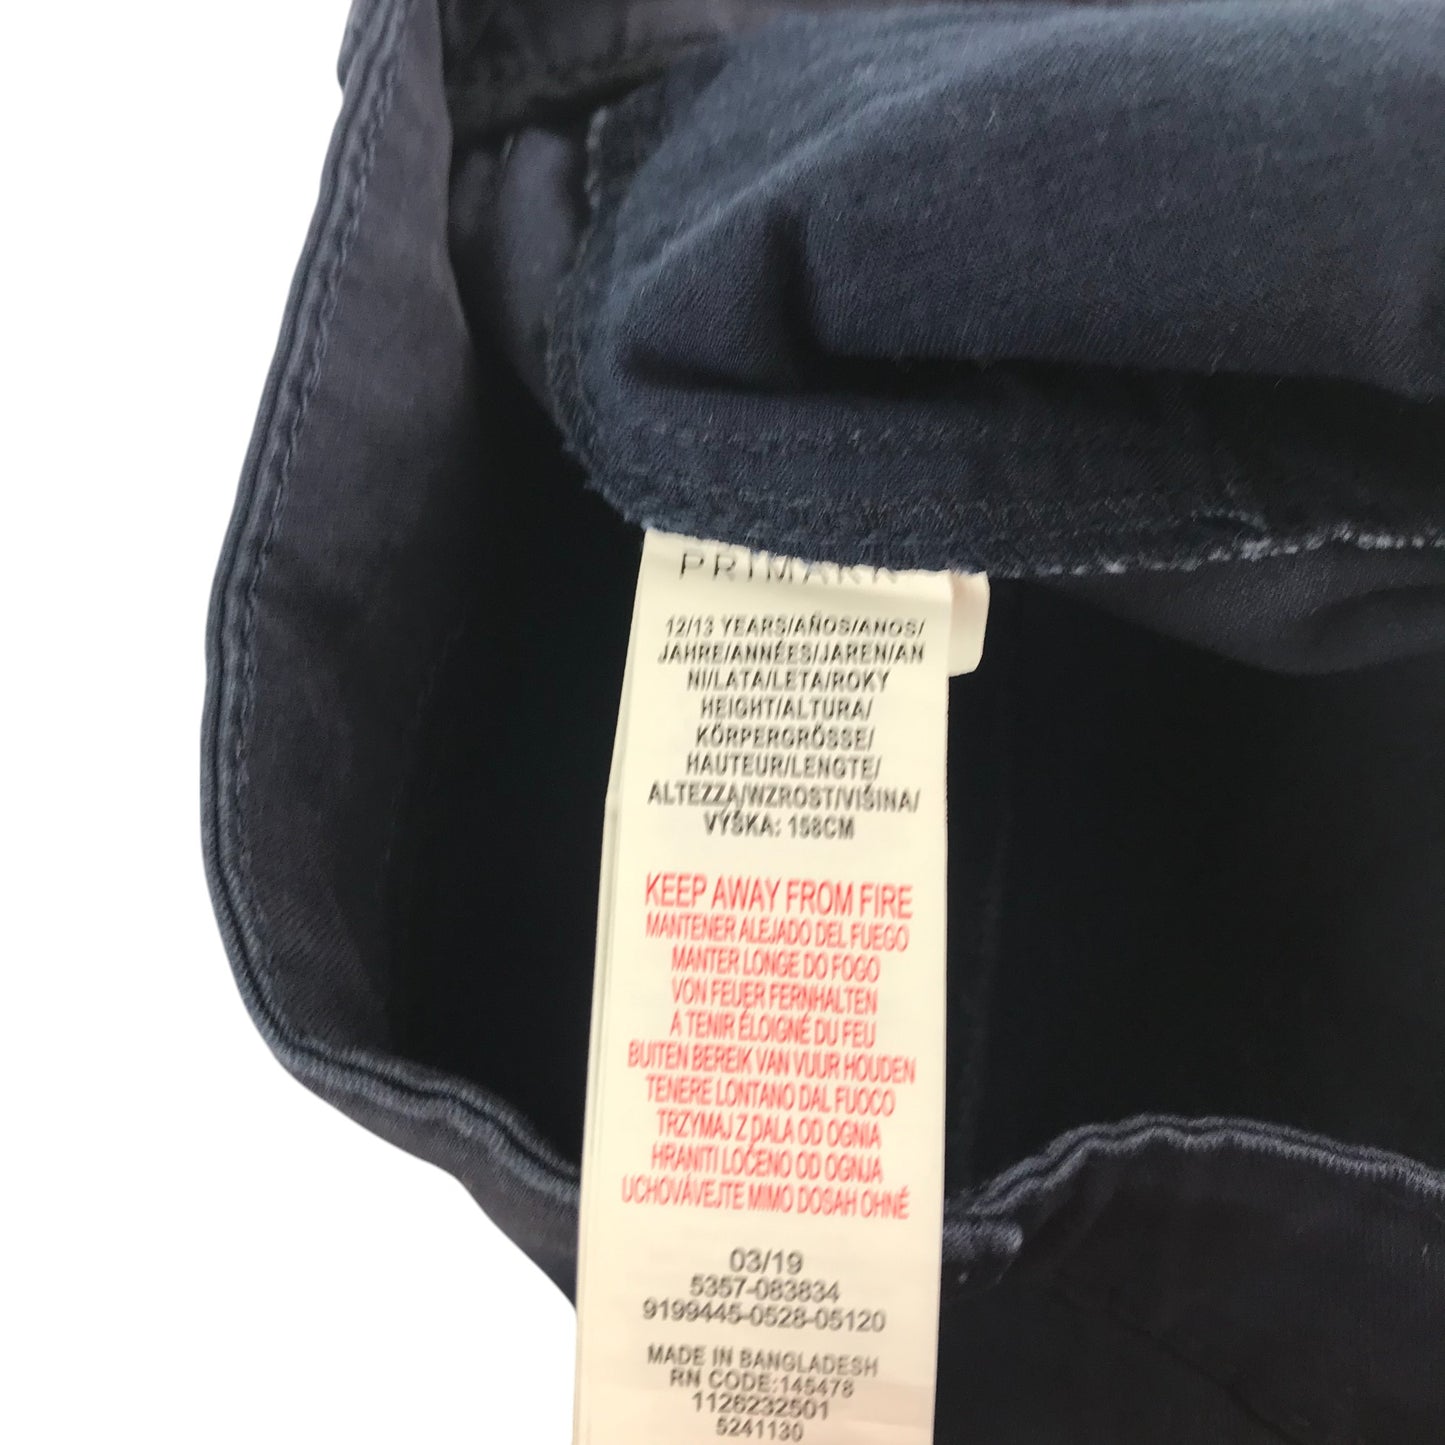 PRIMARK
12/13 YEARS/AÑOS/ANOS/
JAHRE/ANNÉES/JAREN/AN
NI/LATA/LETA/ROKY
HEIGHT/ALTURA/
KÖRPERGRÖSSE/
HAUTEUR/LENGTE/
ALTEZZA/WZROST/VIŠINA/
VÝŠKA: 158CM
KEEP AWAY FROM FIRE
MANTENER ALEJADO DEL FUEGO
MANTER LONGE DO FOGO
VON FEUER FERNHALTEN
A TENIR ÉLOIGNÉ DU FEU
BUITEN BEREIK VAN VUUR HOUDEN
TENERE LONTANO DAL FUOCO
TRZYMAJ Z DALA OD OGNIA
HRANITI LOČENO OD OGNJA
UCHOVÁVEJTE MIMO DOSAH OHNĚ
03/19
5357-083834
9199445-0528-05120
MADE IN BANGLADESH
RN CODE:145478
1126232501
5241130